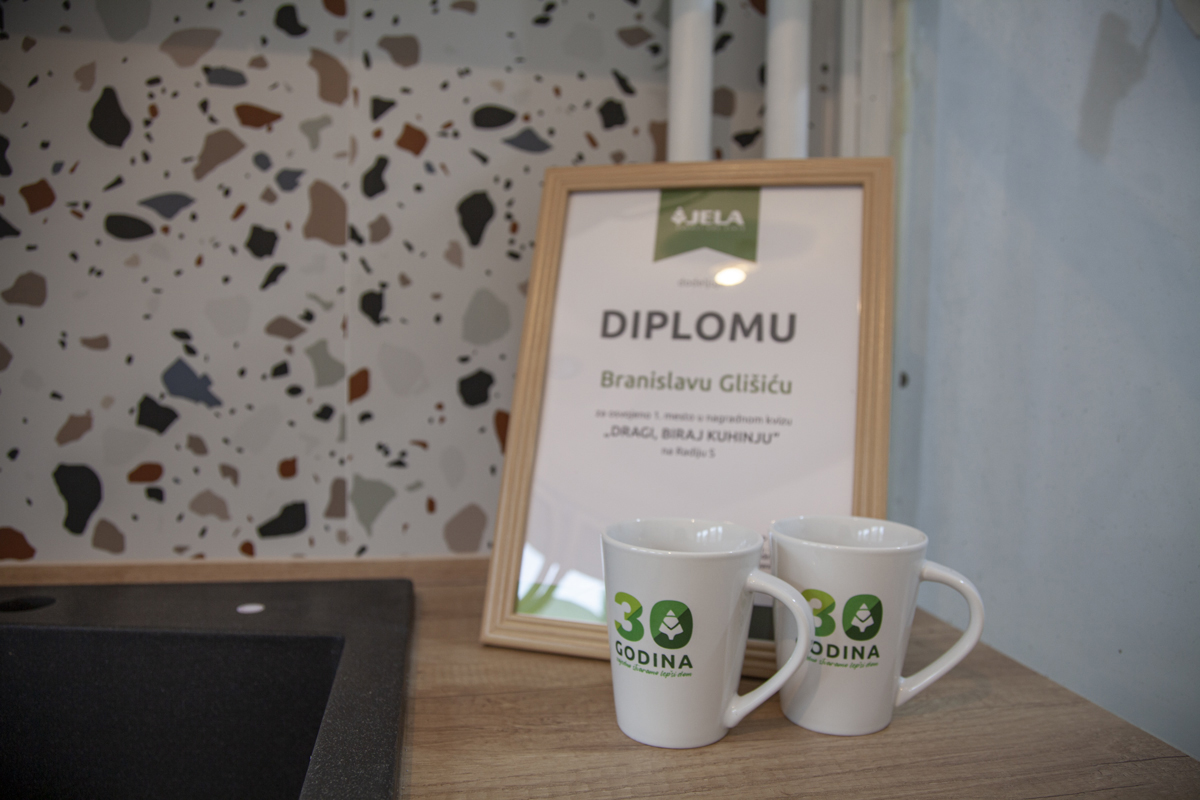 JELA
DIPLOMU
Branislavu Glišiću
za osvojeno 1. mesto u nagradnom kvizu
„DRAGI, BIRAJ KUHINJU"
na Radiju S
30
GODINA
30
GODINA